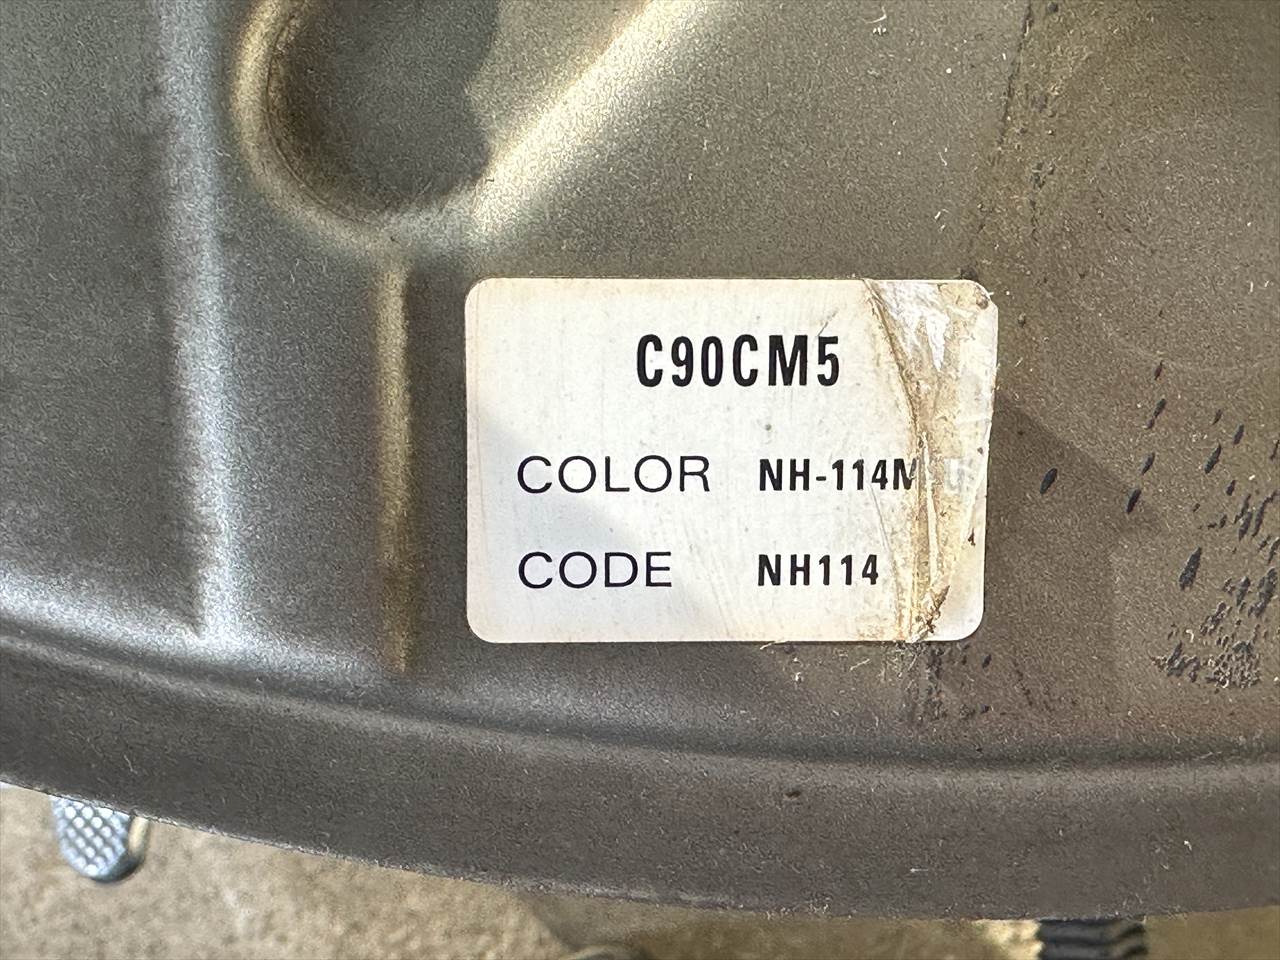 C90CM5
COLOR NH-114M
CODE NH114